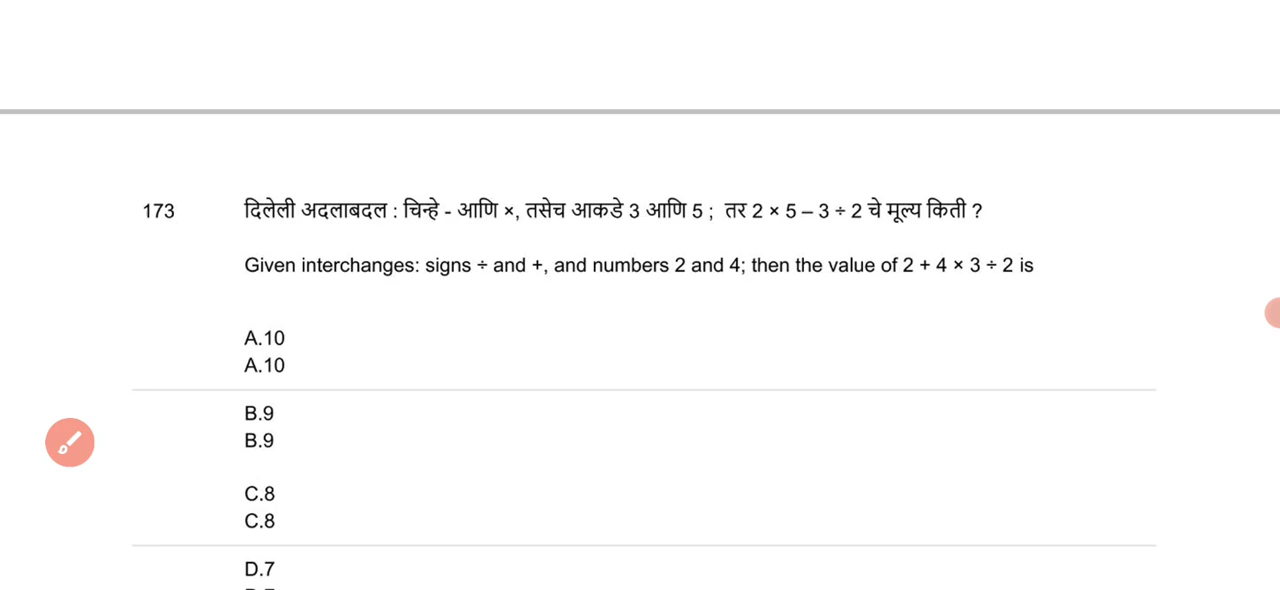 173 दिलेली अदलाबदल : चिन्हे - आणि ×, तसेच आकडे 3 आणि 5 ; तर 2 × 5 – 3 ÷ 2 चे मूल्य किती ?
Given interchanges: signs ÷ and +, and numbers 2 and 4; then the value of 2 + 4 × 3 ÷ 2 is
A.10
A.10
B.9
B.9
C.8
C.8
D.7